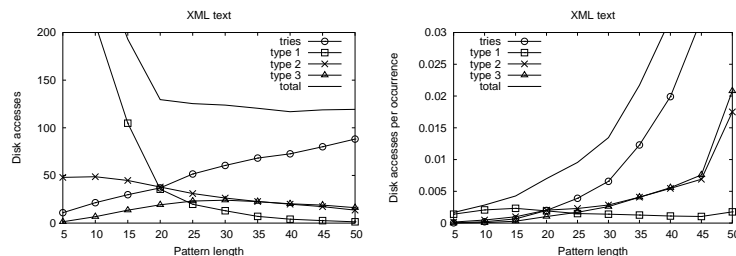 XML text
200
150
100
50
0
5 10 15 20 25 30 35 40 45 50
Disk accesses
Pattern length
tries
type 1
type 2
type 3
total
XML text
0.03
0.025
0.02
0.015
0.01
0.005
0
5 10 15 20 25 30 35 40 45 50
Disk accesses per occurrence
Pattern length
tries
type 1
type 2
type 3
total